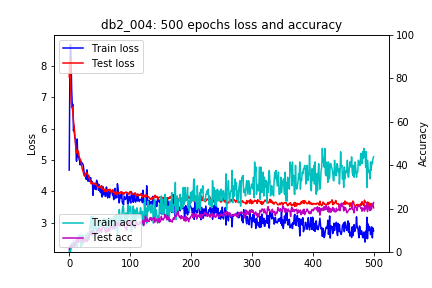 db2_004: 500 epochs loss and accuracy
Train loss
Test loss
Train acc
Test acc
Loss
Accuracy
8
7
6
5
4
3
100
80
60
40
20
0
0 100 200 300 400 500